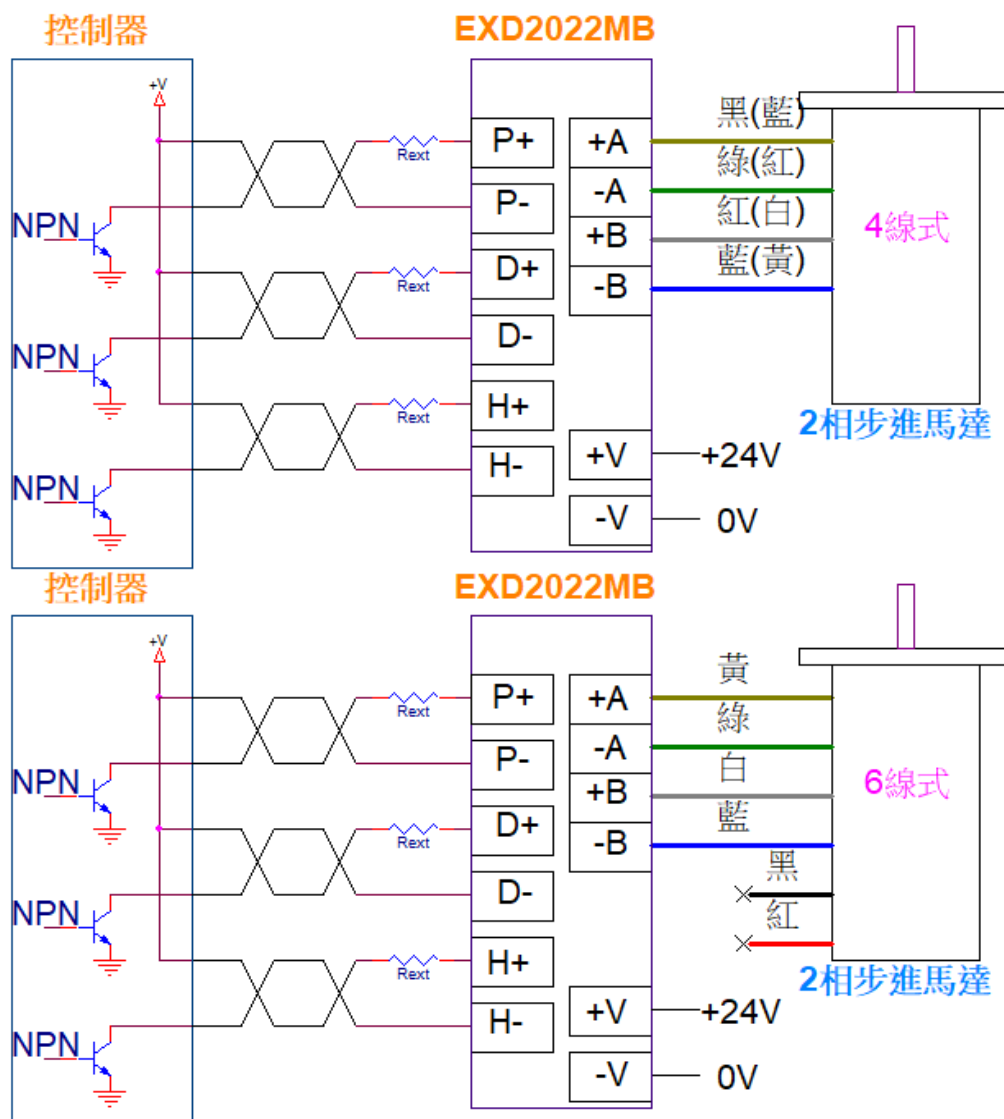 控制器 EXD2022MB
+V
P+ +A 黑(藍)
Rext
-A 綠(紅)
P-
NPN +B 紅(白) 4線式
D+ -B 藍(黃)
Rext
D-
NPN
H+
Rext 2相步進馬達
H- +V +24V
NPN
-V 0V
控制器 EXD2022MB
+V
黃
P+ +A
Rext 綠
-A
P- 白
NPN +B 6線式
D+ 藍
Rext -B
黑
D-
NPN 紅
H+
Rext 2相步進馬達
H- +V +24V
NPN
-V 0V